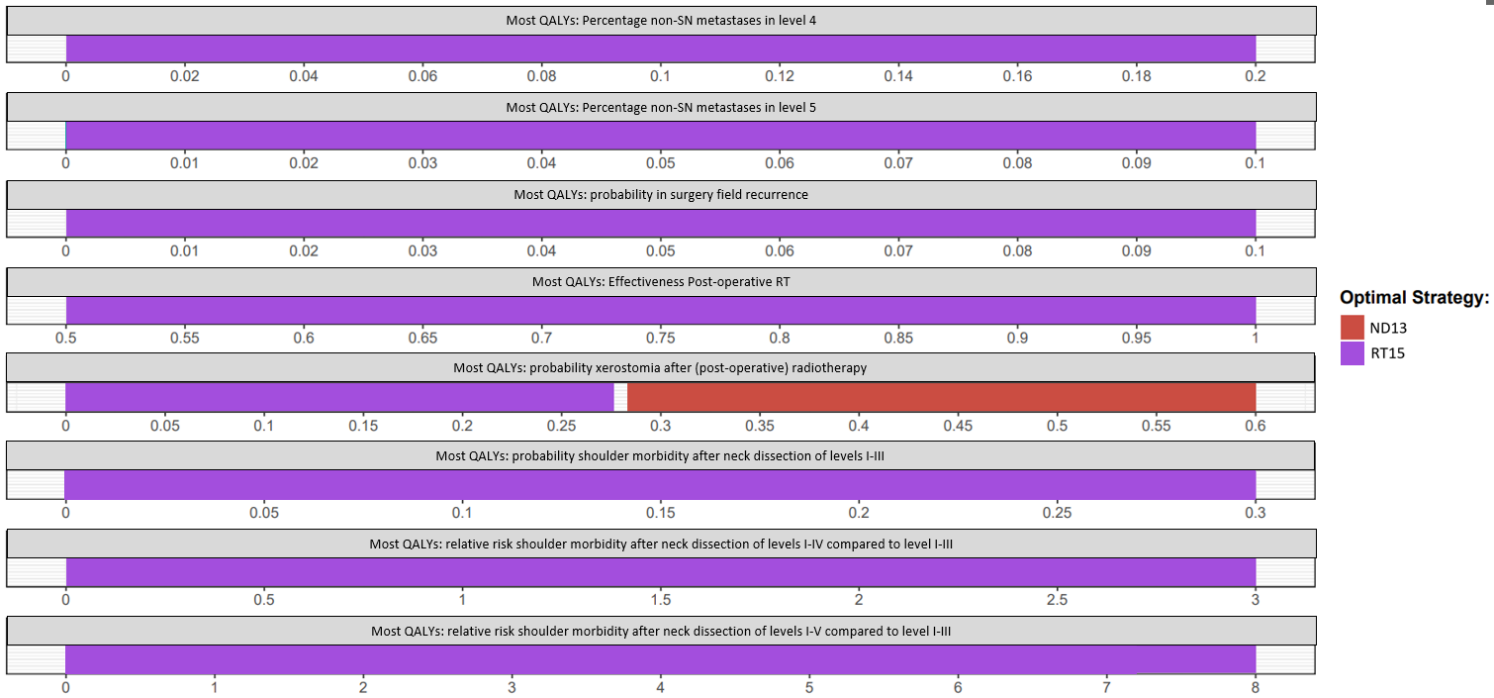 Most QALYs: Percentage non-SN metastases in level 4
0 0.02 0.04 0.06 0.08 0.1 0.12 0.14 0.16 0.18 0.2
Most QALYs: Percentage non-SN metastases in level 5
0 0.01 0.02 0.03 0.04 0.05 0.06 0.07 0.08 0.09 0.1
Most QALYs: probability in surgery field recurrence
0 0.01 0.02 0.03 0.04 0.05 0.06 0.07 0.08 0.09 0.1
Most QALYs: Effectiveness Post-operative RT
0.5 0.55 0.6 0.65 0.7 0.75 0.8 0.85 0.9 0.95 1
Most QALYs: probability xerostomia after (post-operative) radiotherapy
0 0.05 0.1 0.15 0.2 0.25 0.3 0.35 0.4 0.45 0.5 0.55 0.6
Most QALYs: probability shoulder morbidity after neck dissection of levels I-III
0 0.05 0.1 0.15 0.2 0.25 0.3
Most QALYs: relative risk shoulder morbidity after neck dissection of levels I-IV compared to level I-III
0 0.5 1 1.5 2 2.5 3
Most QALYs: relative risk shoulder morbidity after neck dissection of levels I-V compared to level I-III
0 1 2 3 4 5 6 7 8
Optimal Strategy:
ND13
RT15